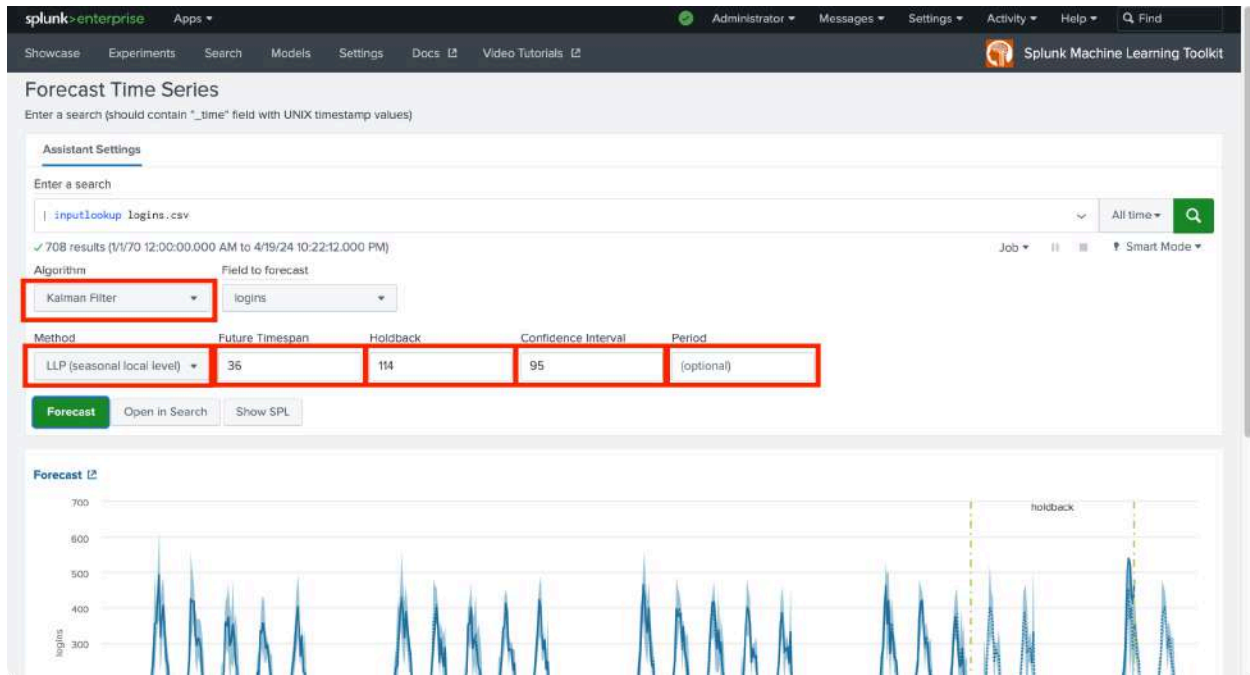 splunk>enterprise Apps Administrator Messages Settings Activity Help Find
Showcase Experiments Search Models Settings Docs Video Tutorials Splunk Machine Learning Toolkit
Forecast Time Series
Enter a search (should contain "_time" field with UNIX timestamp values)
Assistant Settings
Enter a search
| inputlookup logins.csv All time
✓ 708 results (1/1/70 12:00:00.000 AM to 4/19/24 10:22:12.000 PM) Job Smart Mode
Algorithm Field to forecast
Kalman Filter logins
Method Future Timespan Holdback Confidence Interval Period
LLP (seasonal local level) 36 114 95 (optional)
Forecast Open in Search Show SPL
Forecast
700
holdback
600
500
400
300
logins